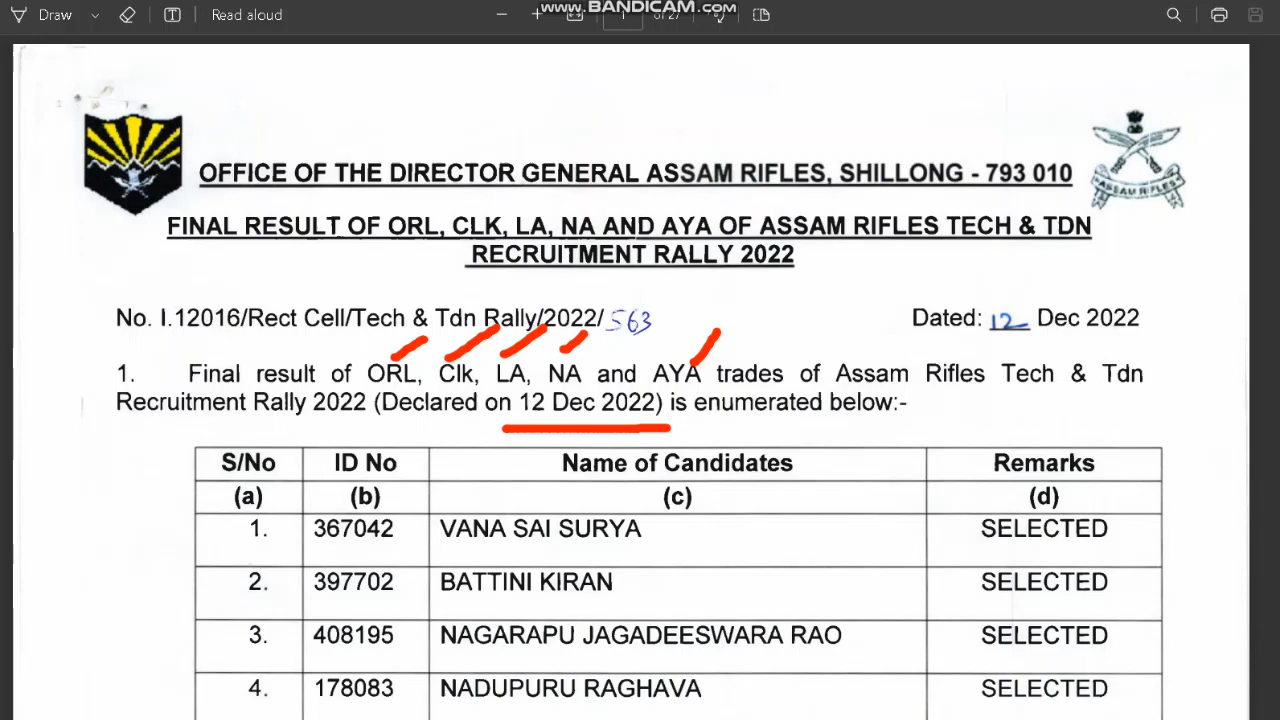 Draw Read aloud 1 of 27
www.BANDICAM.com
OFFICE OF THE DIRECTOR GENERAL ASSAM RIFLES, SHILLONG - 793 010
ASSAM RIFLES
FINAL RESULT OF ORL, CLK, LA, NA AND AYA OF ASSAM RIFLES TECH & TDN
RECRUITMENT RALLY 2022
No. I.12016/Rect Cell/Tech & Tdn Rally/2022/563 Dated: 12 Dec 2022
1. Final result of ORL, Clk, LA, NA and AYA trades of Assam Rifles Tech & Tdn
Recruitment Rally 2022 (Declared on 12 Dec 2022) is enumerated below:-
S/No ID No Name of Candidates Remarks
(a) (b) (c) (d)
1. 367042 VANA SAI SURYA SELECTED
2. 397702 BATTINI KIRAN SELECTED
3. 408195 NAGARAPU JAGADEESWARA RAO SELECTED
4. 178083 NADUPURU RAGHAVA SELECTED